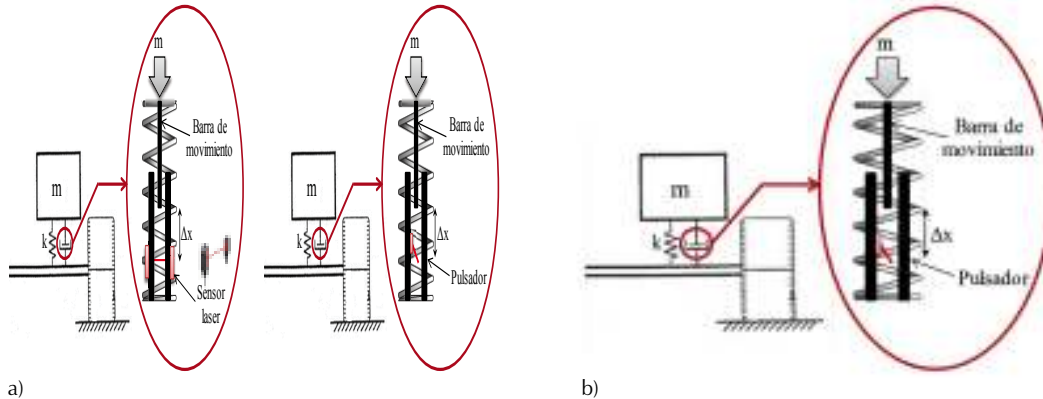 m
Barra de
movimiento
m
k
Δx
Sensor
laser
m
Barra de
movimiento
m
k
Δx
Pulsador
a)
m
Barra de
movimiento
m
k
Δx
Pulsador
b)